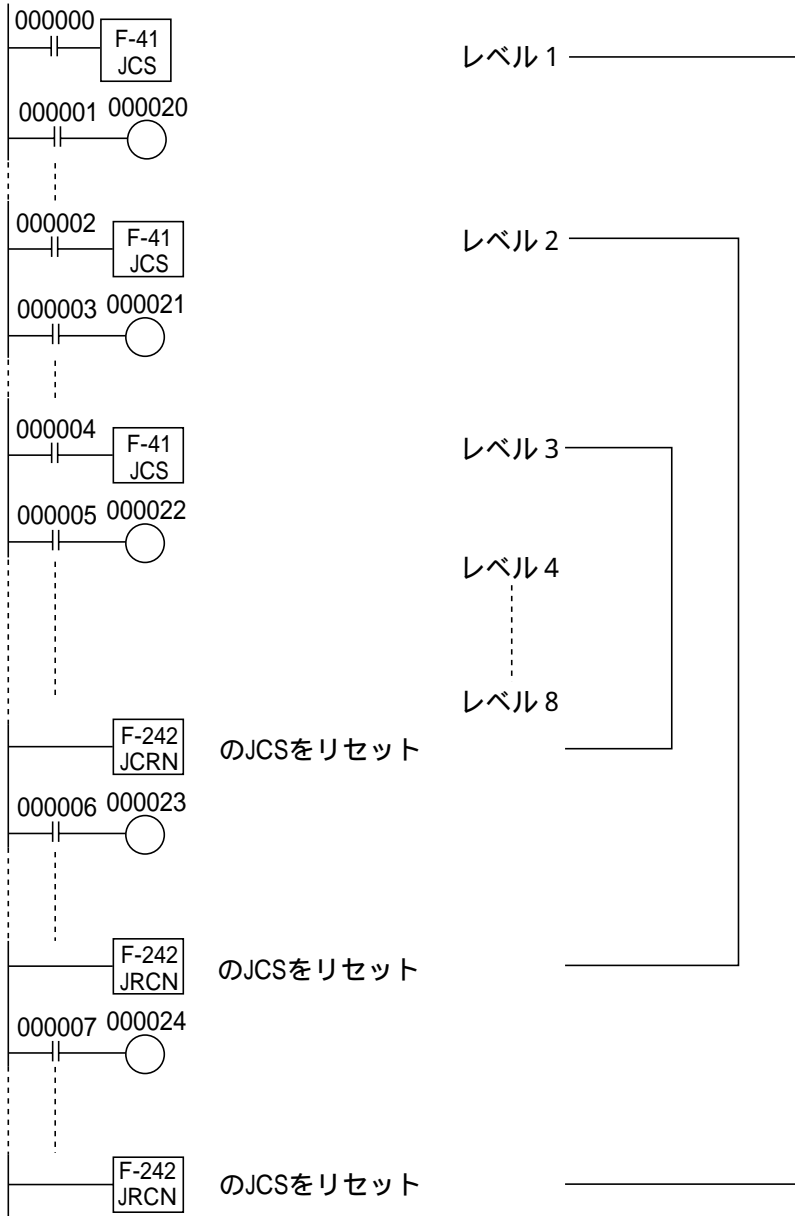 000000
F-41
JCS
レベル 1
000001 000020
000002
F-41
JCS
レベル 2
000003 000021
000004
F-41
JCS
レベル 3
000005 000022
レベル 4
レベル 8
F-242
JCRN
のJCSをリセット
000006 000023
F-242
JRCN
のJCSをリセット
000007 000024
F-242
JRCN
のJCSをリセット